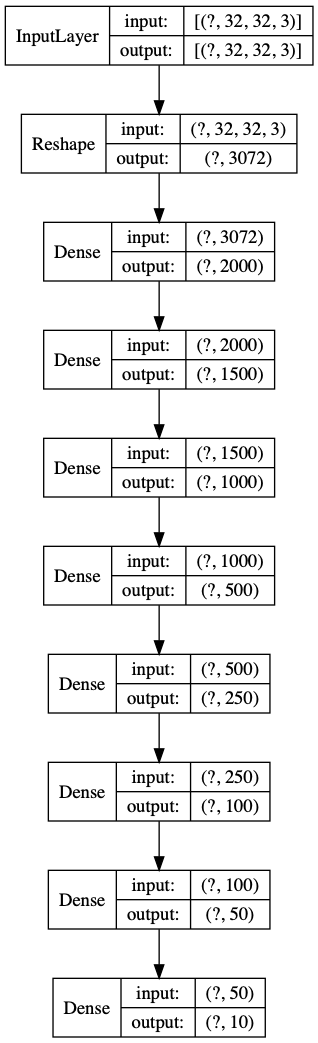 InputLayer
input: [(?, 32, 32, 3)]
output: [(?, 32, 32, 3)]
Reshape
input: (?, 32, 32, 3)
output: (?, 3072)
Dense
input: (?, 3072)
output: (?, 2000)
Dense
input: (?, 2000)
output: (?, 1500)
Dense
input: (?, 1500)
output: (?, 1000)
Dense
input: (?, 1000)
output: (?, 500)
Dense
input: (?, 500)
output: (?, 250)
Dense
input: (?, 250)
output: (?, 100)
Dense
input: (?, 100)
output: (?, 50)
Dense
input: (?, 50)
output: (?, 10)